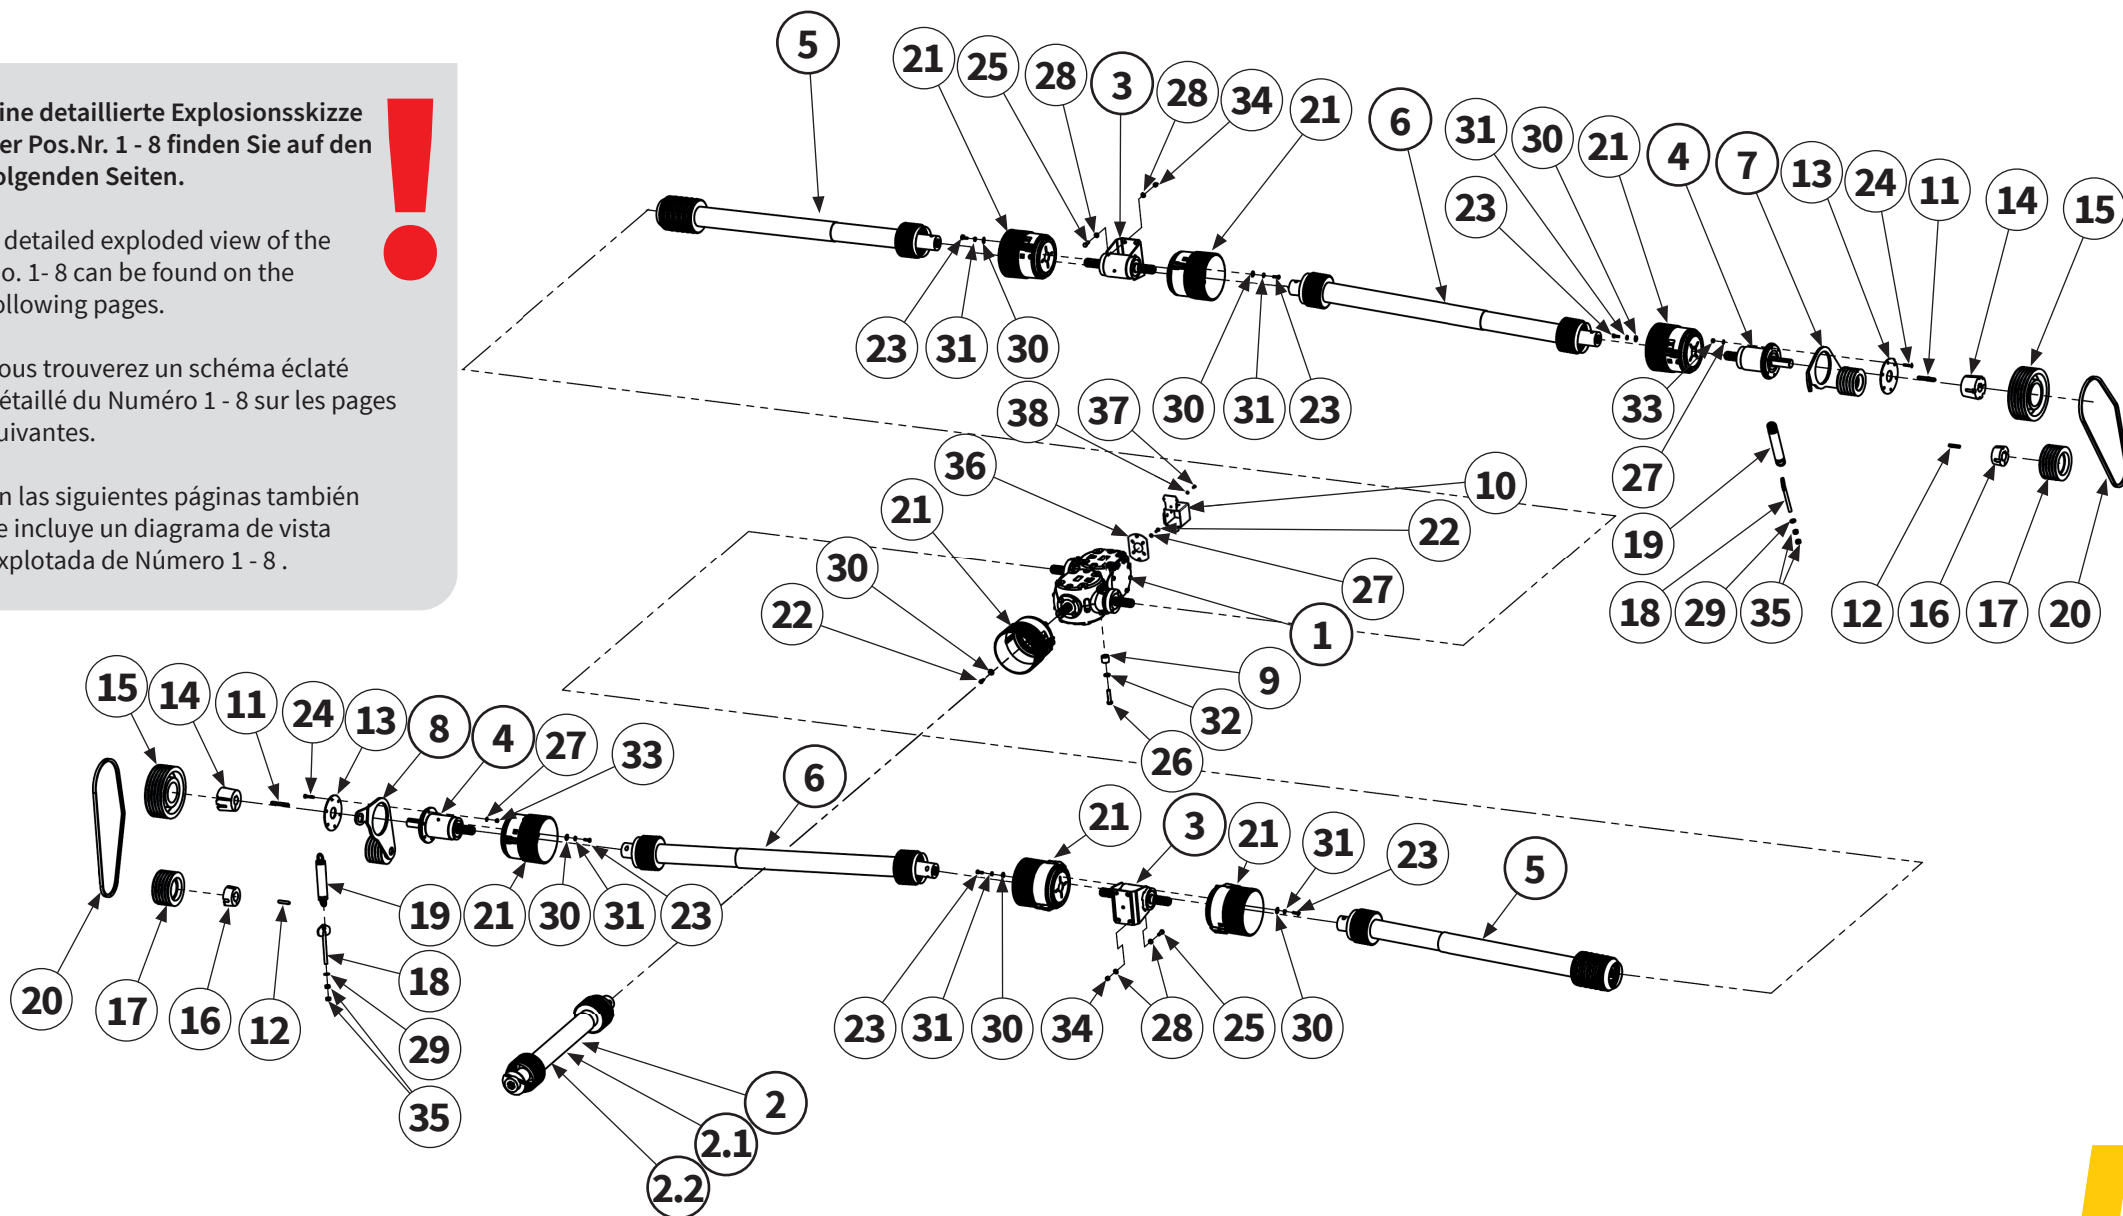 ine detaillierte Explosionsskizze
er Pos.Nr. 1 - 8 finden Sie auf den
olgenden Seiten.
detailed exploded view of the
o. 1- 8 can be found on the
ollowing pages.
ous trouverez un schéma éclaté
étaillé du Numéro 1 - 8 sur les pages
uivantes.
n las siguientes páginas también
e incluye un diagrama de vista
xplotada de Número 1 - 8 .
!
5 21 25 28 3 28 34 21 6 31 30 21 4 7 13 24 11 14 15
23
23 31 30 30 31 23 33
38 37
36 10 27
21 22 19
30 27 18 29 35 12 16 17 20
22 1
9
15 14 11 24 13 8 4 27 33 32
6 26
21 3 21 31 23 5
19 21 30 31 23
20 17 16 12 18 23 31 30 34 28 25 30
29
35 2
2.1
2.2